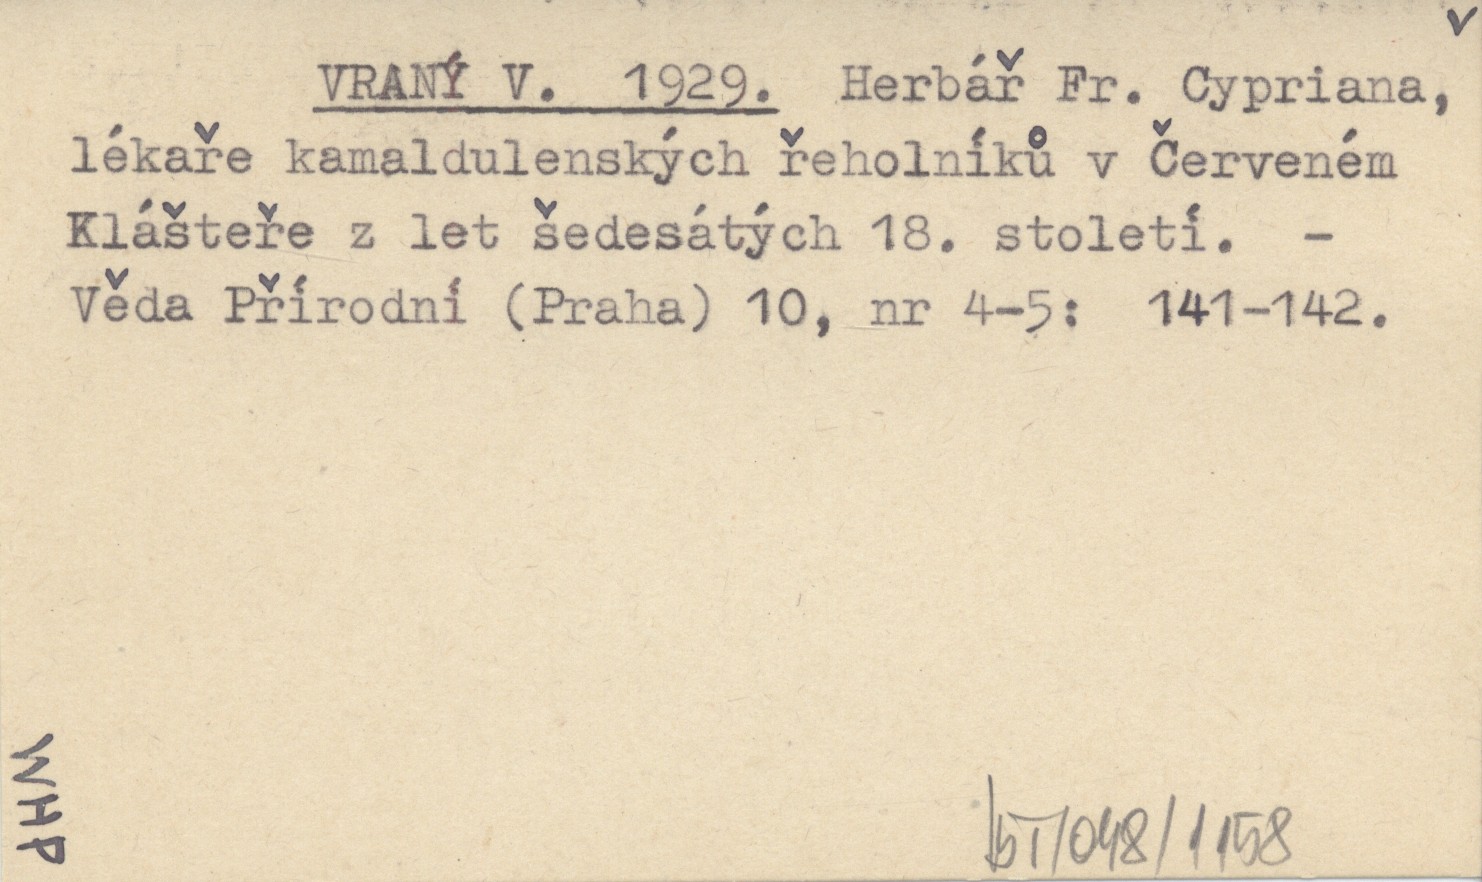 VRANÝ V. 1929. Herbář Fr. Cypriana,
lékaře kamaldulenských řeholníků v Červeném
Klášteře z let šedesátých 18. století. -
Věda Přírodní (Praha) 10, nr 4-5: 141-142.
WHP
bT/048/1158